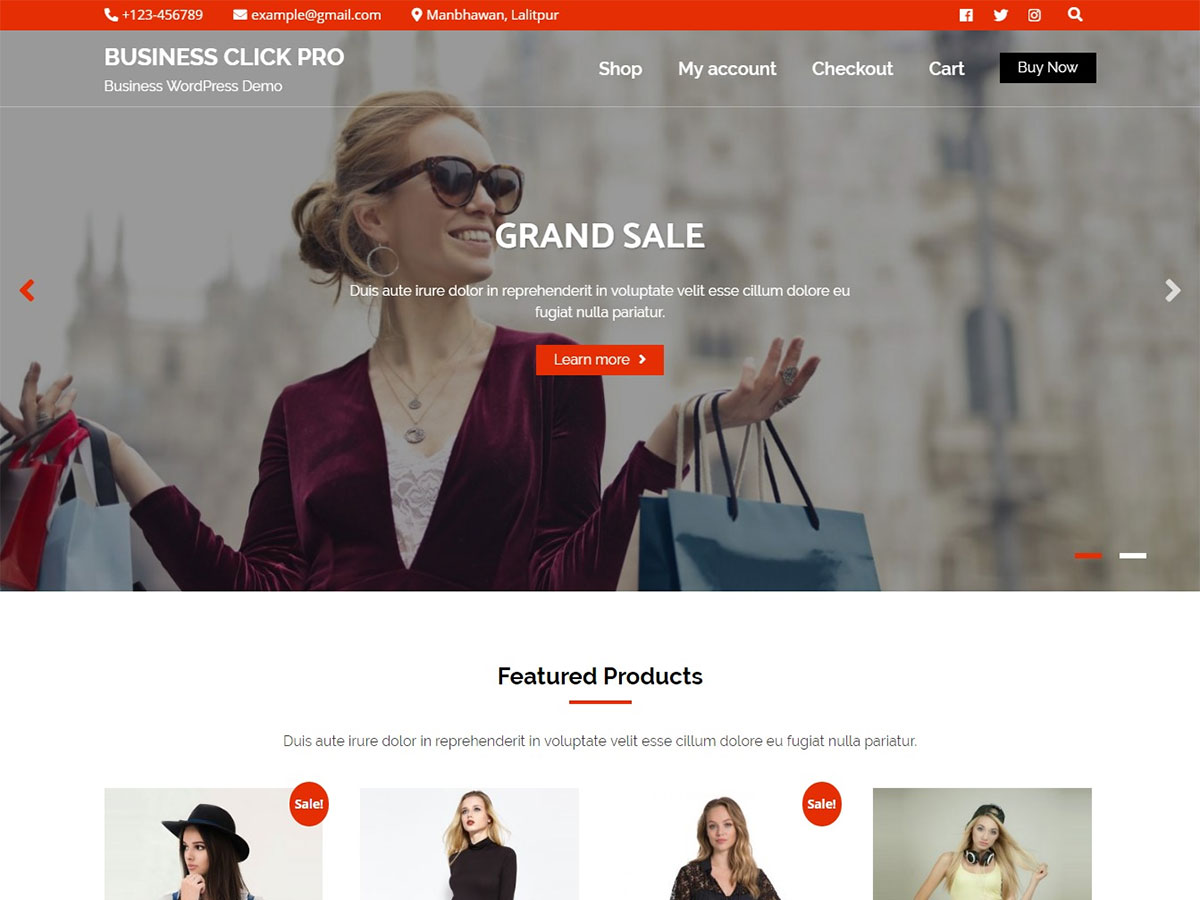 +123-456789 example@gmail.com Manbhawan, Lalitpur
BUSINESS CLICK PRO
Business WordPress Demo
Shop My account Checkout Cart Buy Now
GRAND SALE
Duis aute irure dolor in reprehenderit in voluptate velit esse cillum dolore eu
fugiat nulla pariatur.
Learn more
Featured Products
Duis aute irure dolor in reprehenderit in voluptate velit esse cillum dolore eu fugiat nulla pariatur.
Sale! Sale!